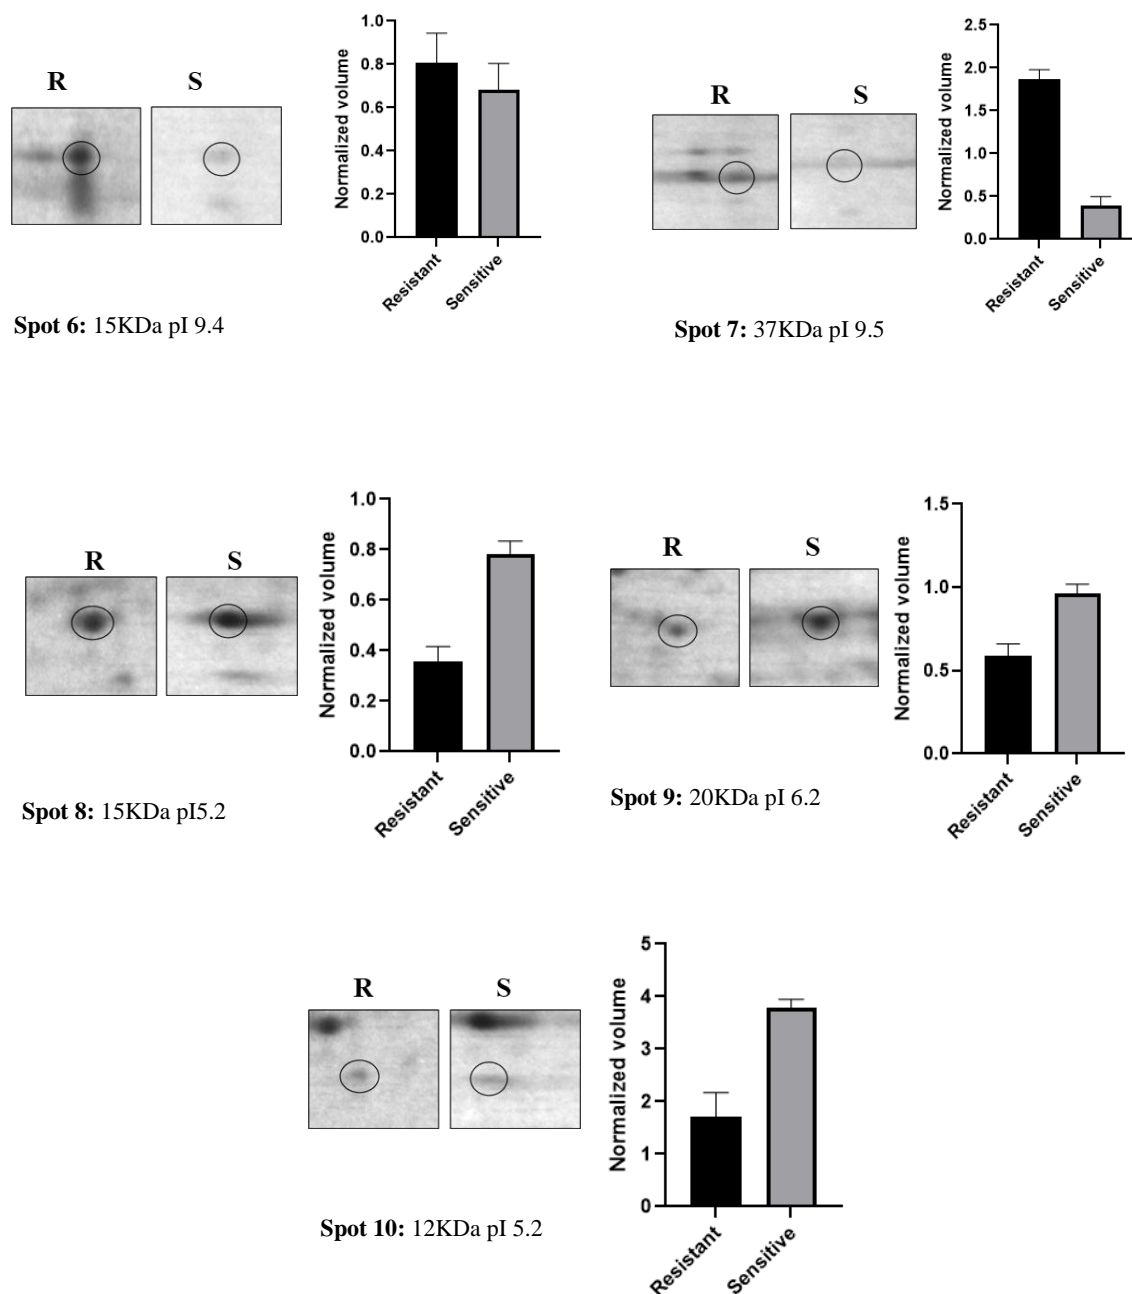 R
S
Normalized volume
1.0
0.8
0.6
0.4
0.2
0.0
Resistant
Sensitive
Spot 6: 15KDa pI 9.4
R
S
Normalized volume
2.5
2.0
1.5
1.0
0.5
0.0
Resistant
Sensitive
Spot 7: 37KDa pI 9.5
R
S
Normalized volume
1.0
0.8
0.6
0.4
0.2
0.0
Resistant
Sensitive
Spot 8: 15KDa pI5.2
R
S
Normalized volume
1.5
1.0
0.5
0.0
Resistant
Sensitive
Spot 9: 20KDa pI 6.2
R
S
Normalized volume
5
4
3
2
1
0
Resistant
Sensitive
Spot 10: 12KDa pI 5.2